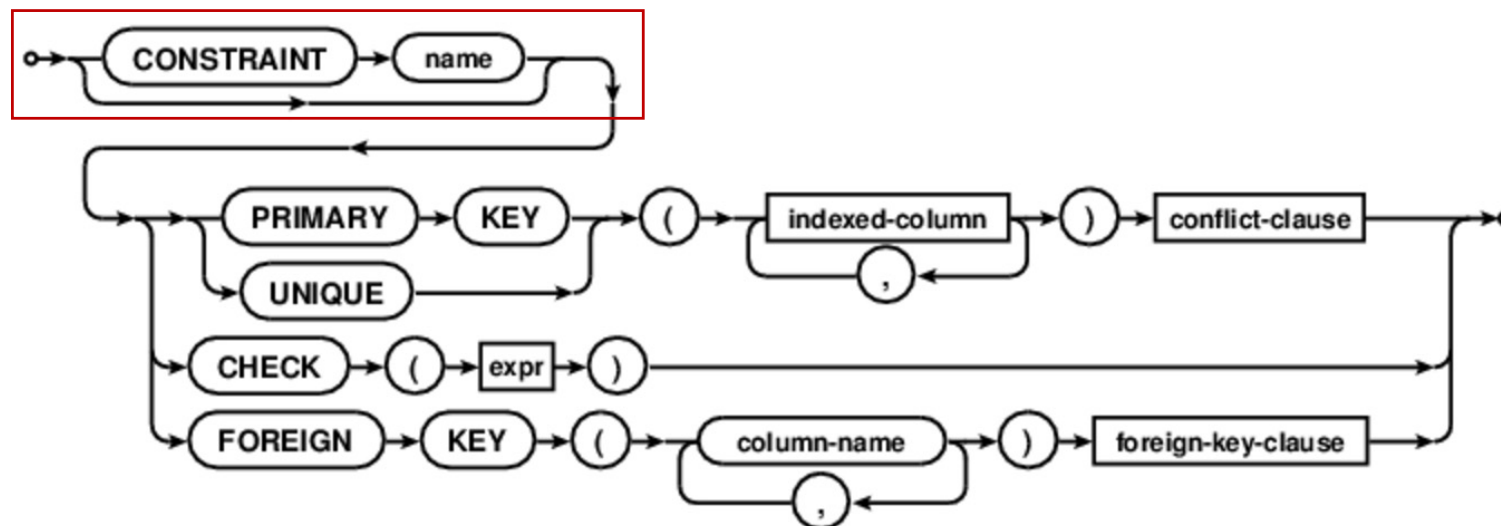 CONSTRAINT name
PRIMARY KEY ( indexed-column ) conflict-clause
UNIQUE ,
CHECK ( expr )
FOREIGN KEY ( column-name ) foreign-key-clause
,